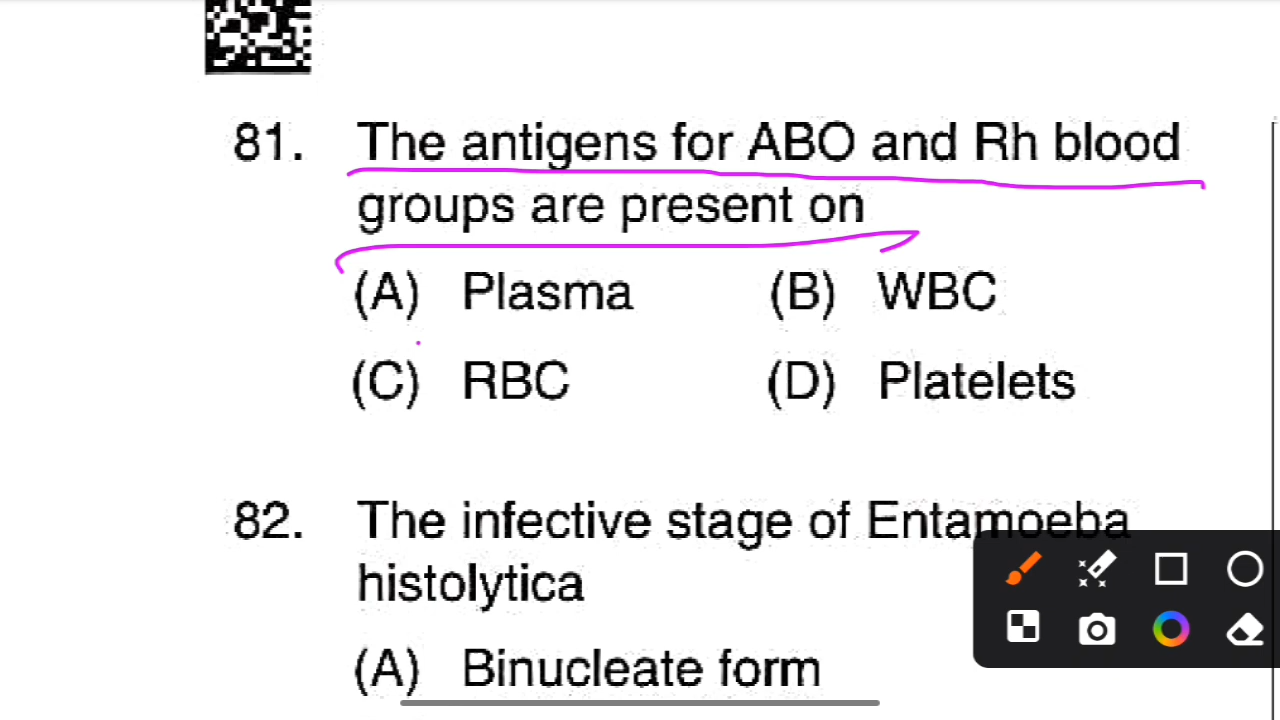 81. The antigens for ABO and Rh blood
groups are present on
(A) Plasma (B) WBC
(C) RBC (D) Platelets
82. The infective stage of Entamoeba
histolytica
(A) Binucleate form